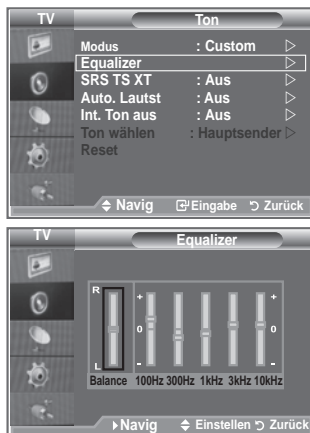 TV Ton
Modus : Custom
Equalizer
SRS TS XT : Aus
Auto. Lautst : Aus
Int. Ton aus : Aus
Ton wählen : Hauptsender
Reset
Navig Eingabe Zurück
TV Equalizer
R + +
0 0
L - -
Balance 100Hz 300Hz 1kHz 3kHz 10kHz
Navig Einstellen Zurück